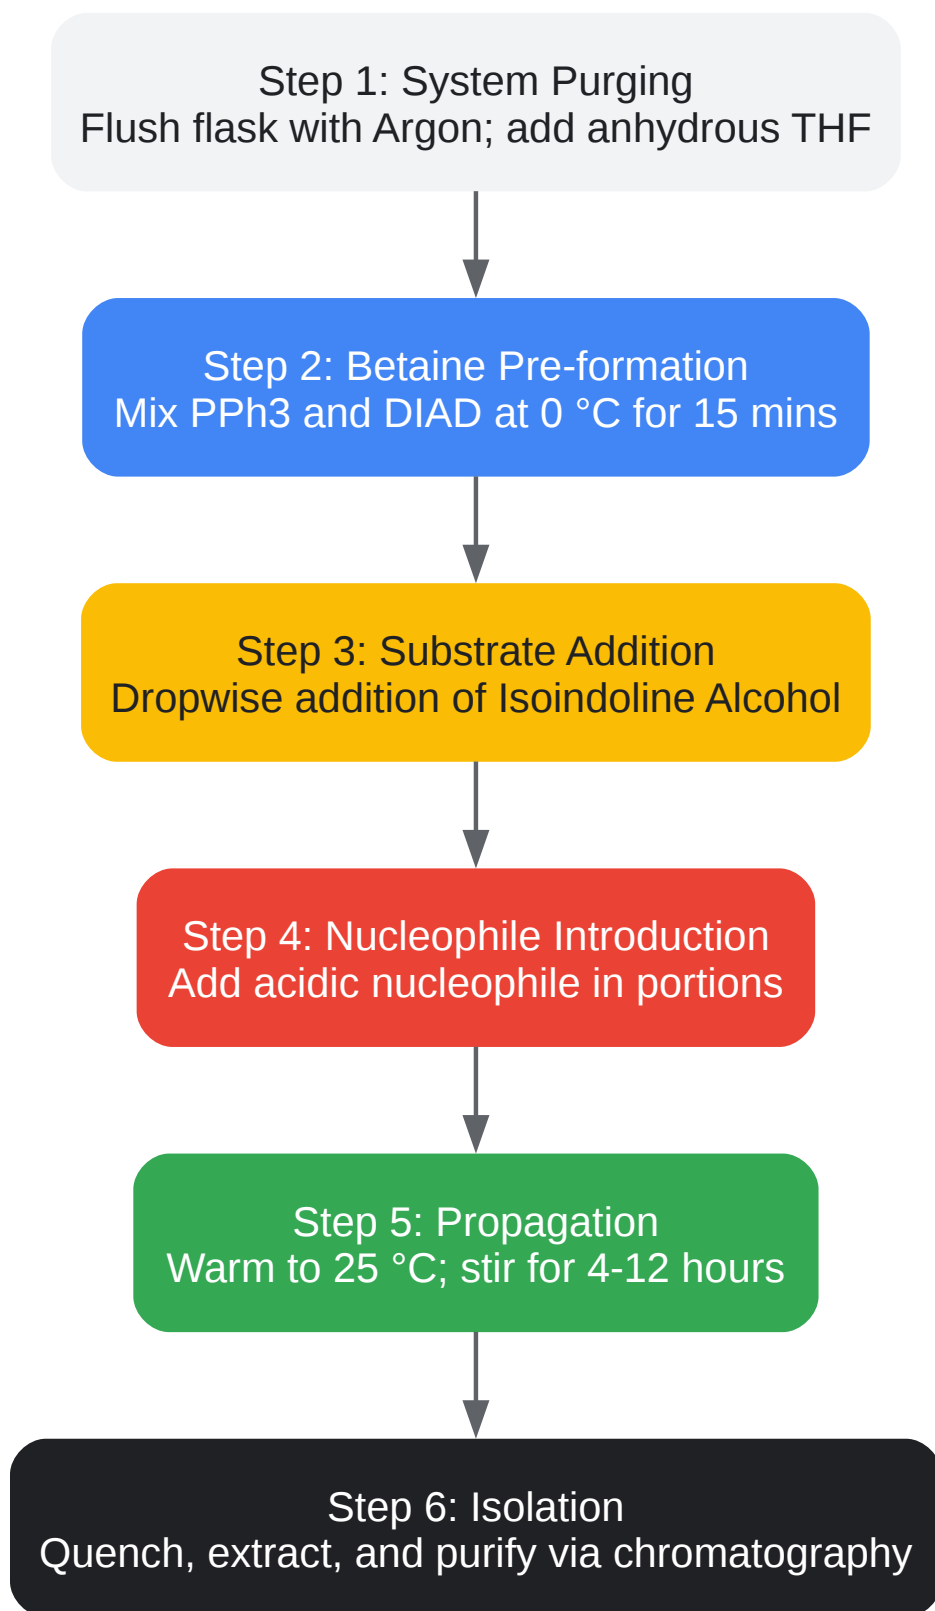 Step 1: System Purging
Flush flask with Argon; add anhydrous THF
Step 2: Betaine Pre-formation
Mix PPh3 and DIAD at 0 °C for 15 mins
Step 3: Substrate Addition
Dropwise addition of Isoindoline Alcohol
Step 4: Nucleophile Introduction
Add acidic nucleophile in portions
Step 5: Propagation
Warm to 25 °C; stir for 4-12 hours
Step 6: Isolation
Quench, extract, and purify via chromatography